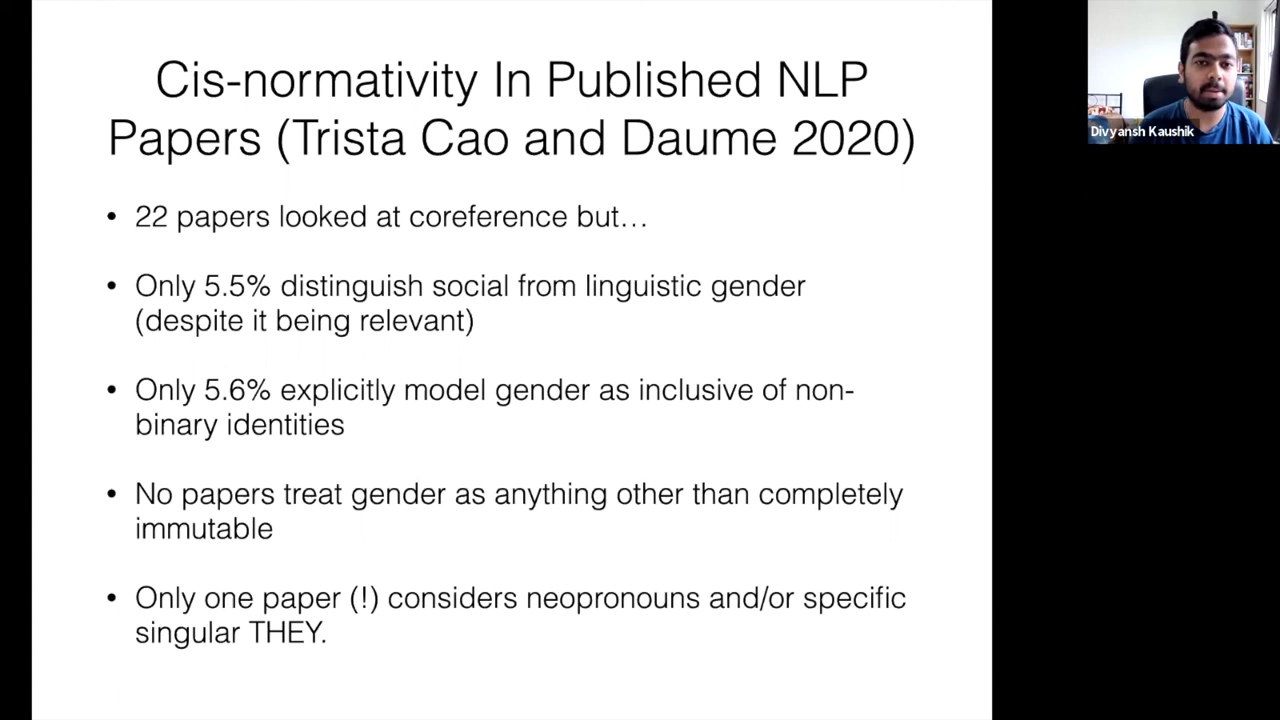 Cis-normativity In Published NLP
Papers (Trista Cao and Daume 2020)
• 22 papers looked at coreference but…
• Only 5.5% distinguish social from linguistic gender
(despite it being relevant)
• Only 5.6% explicitly model gender as inclusive of non-
binary identities
• No papers treat gender as anything other than completely
immutable
• Only one paper (!) considers neopronouns and/or specific
singular THEY.
Divyansh Kaushik